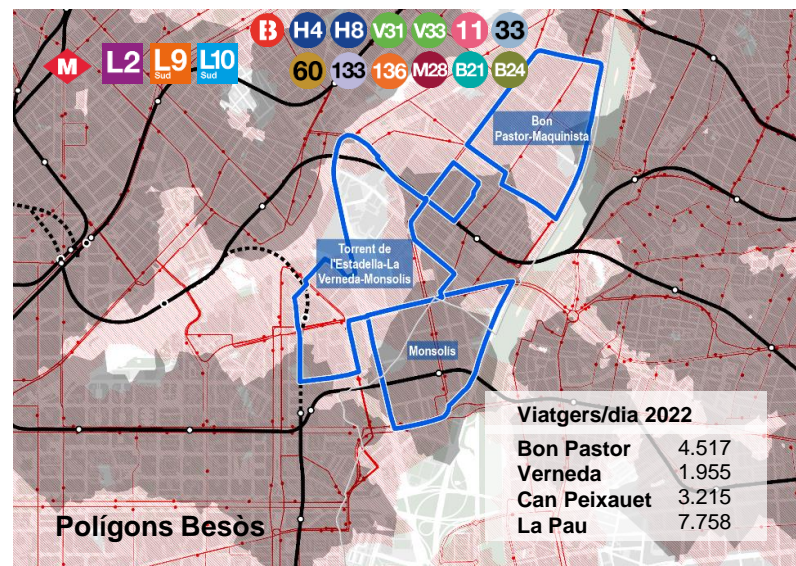 B H4 H8 V31 V33 11 33
M L2 L9 Sud L10 Sud
60 133 136 M28 B21 B24
Bon
Pastor-Maquinista
Torrent de
l'Estadella-La
Verneda-Monsolís
Monsolís
Viatgers/dia 2022
Bon Pastor 4.517
Verneda 1.955
Can Peixauet 3.215
La Pau 7.758
Polígons Besòs